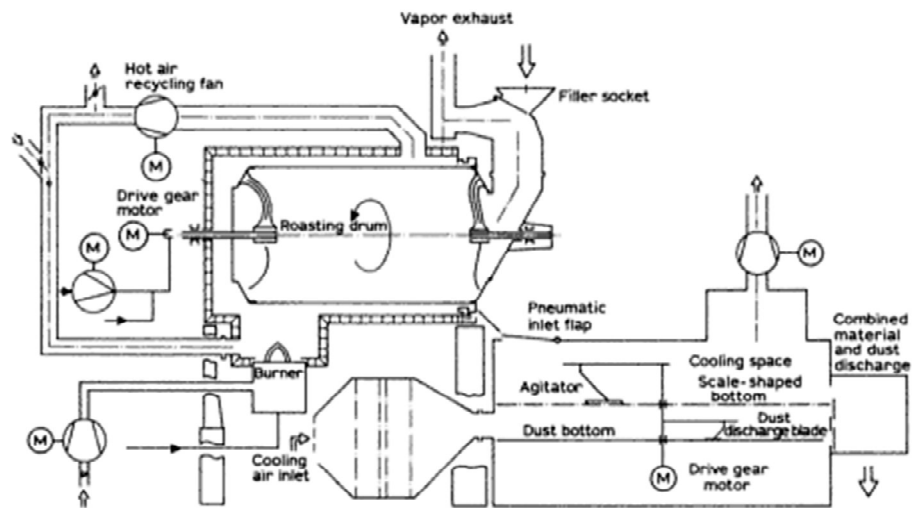 Vapor exhaust
Hot air
recycling fan
Filler socket
M
Drive gear
motor
M
Roasting drum
M
M
Pneumatic
inlet flap
Combined
material
and dust
discharge
Cooling space
Burner
Agitator
Scale-shaped
bottom
M
Dust bottom
Dust
discharge blade
Cooling
air inlet
M
Drive gear
motor